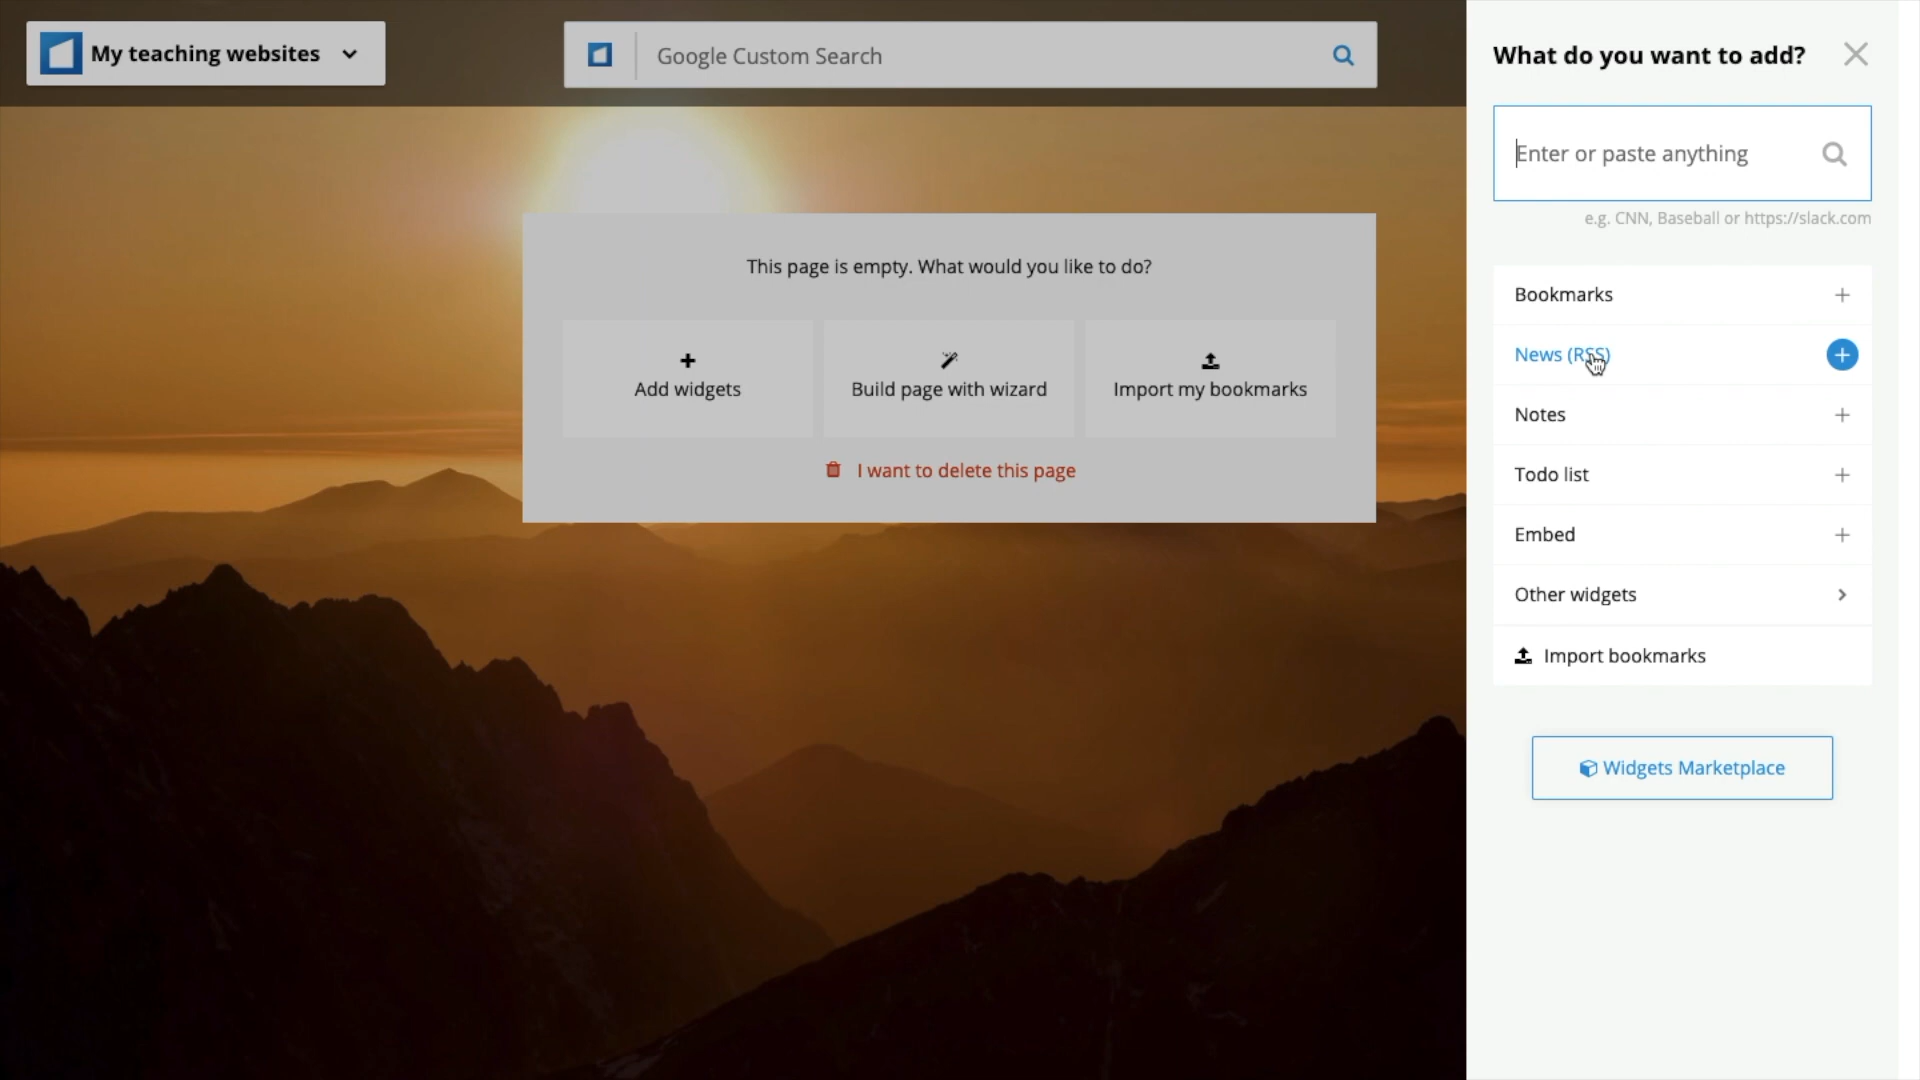 My teaching websites
Google Custom Search
This page is empty. What would you like to do?
Add widgets
Build page with wizard
Import my bookmarks
I want to delete this page
What do you want to add?
Enter or paste anything
e.g. CNN, Baseball or https://slack.com
Bookmarks
News (RSS)
Notes
Todo list
Embed
Other widgets
Import bookmarks
Widgets Marketplace